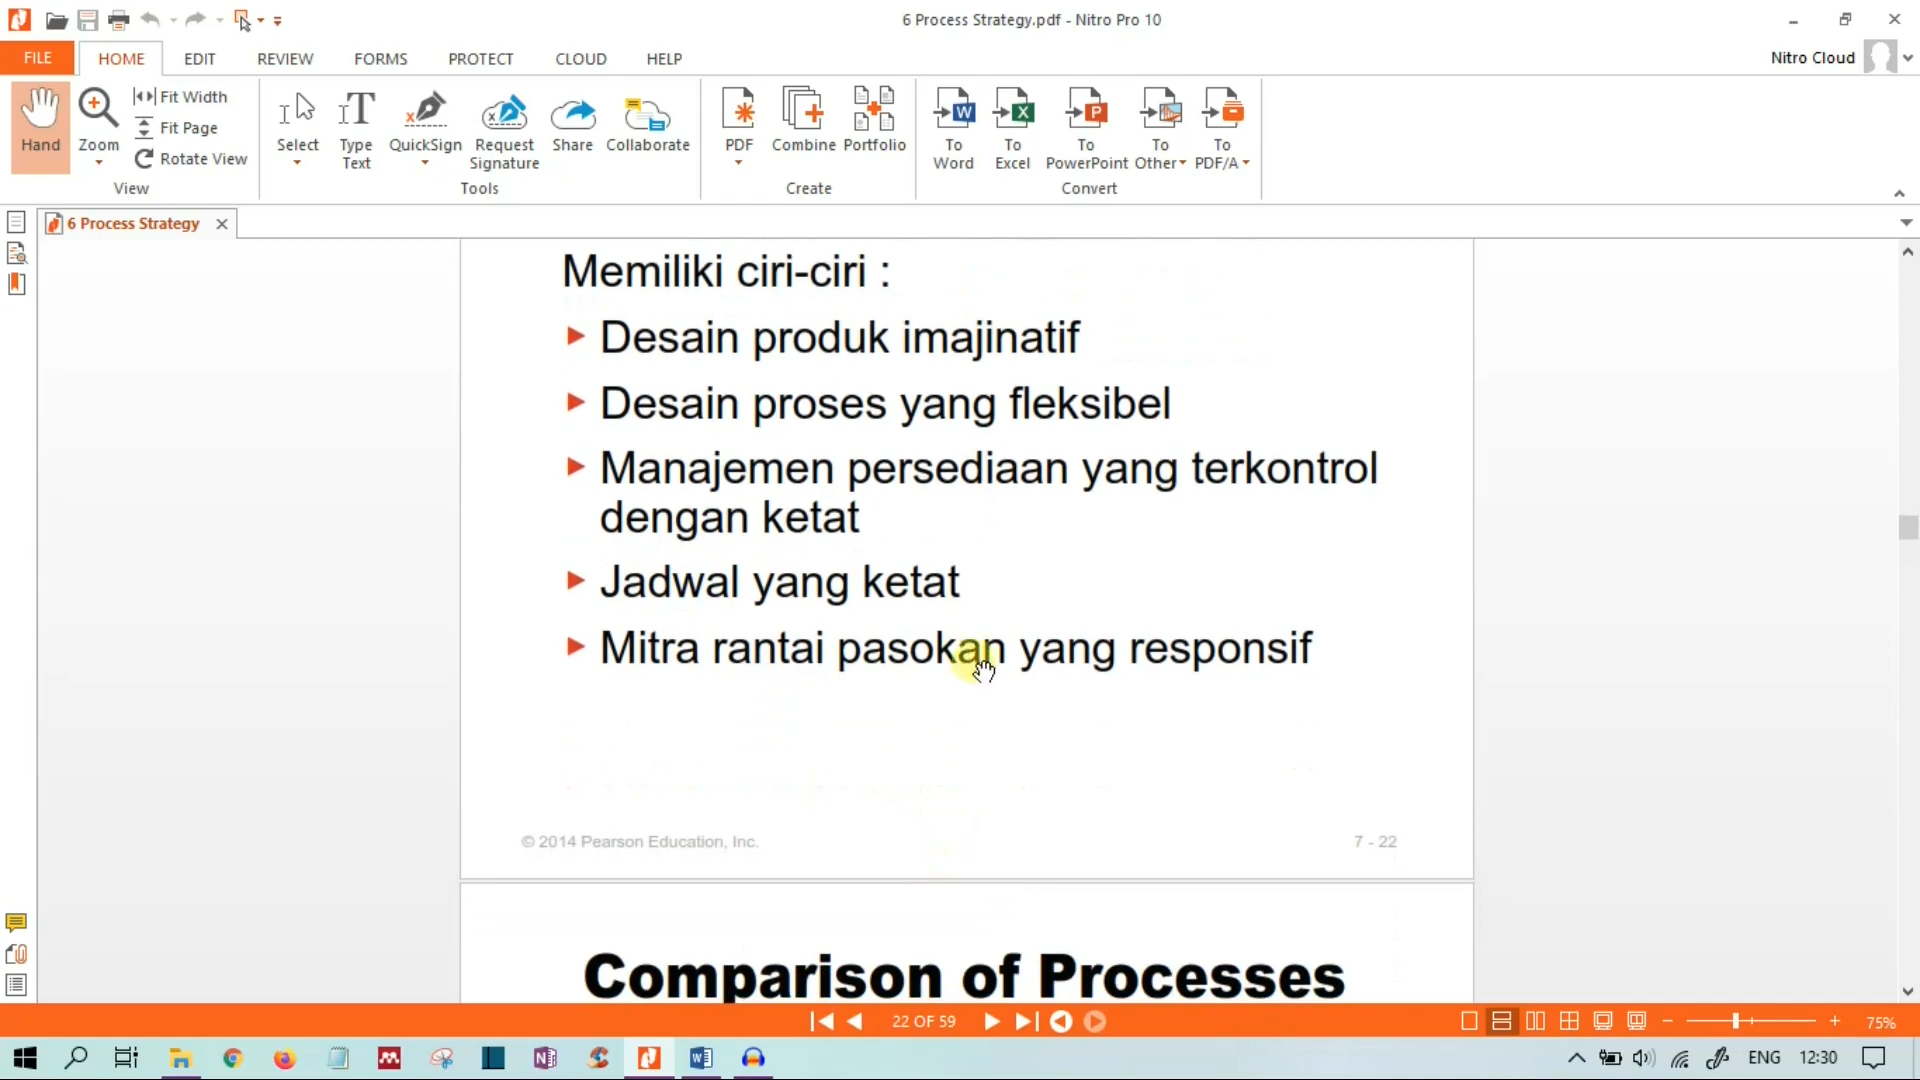 6 Process Strategy.pdf - Nitro Pro 10
FILE
HOME
EDIT
REVIEW
FORMS
PROTECT
CLOUD
HELP
Nitro Cloud
Hand
Zoom
Fit Width
Fit Page
Rotate View
View
Select
Type
Text
QuickSign
Request
Signature
Share
Collaborate
Tools
PDF
Combine
Portfolio
Create
To
Word
To
Excel
To
PowerPoint
To
Other
To
PDF/A
Convert
6 Process Strategy
Memiliki ciri-ciri :
Desain produk imajinatif
Desain proses yang fleksibel
Manajemen persediaan yang terkontrol
dengan ketat
Jadwal yang ketat
Mitra rantai pasokan yang responsif
© 2014 Pearson Education, Inc.
7 - 22
Comparison of Processes
22 OF 59
75%
ENG
12:30